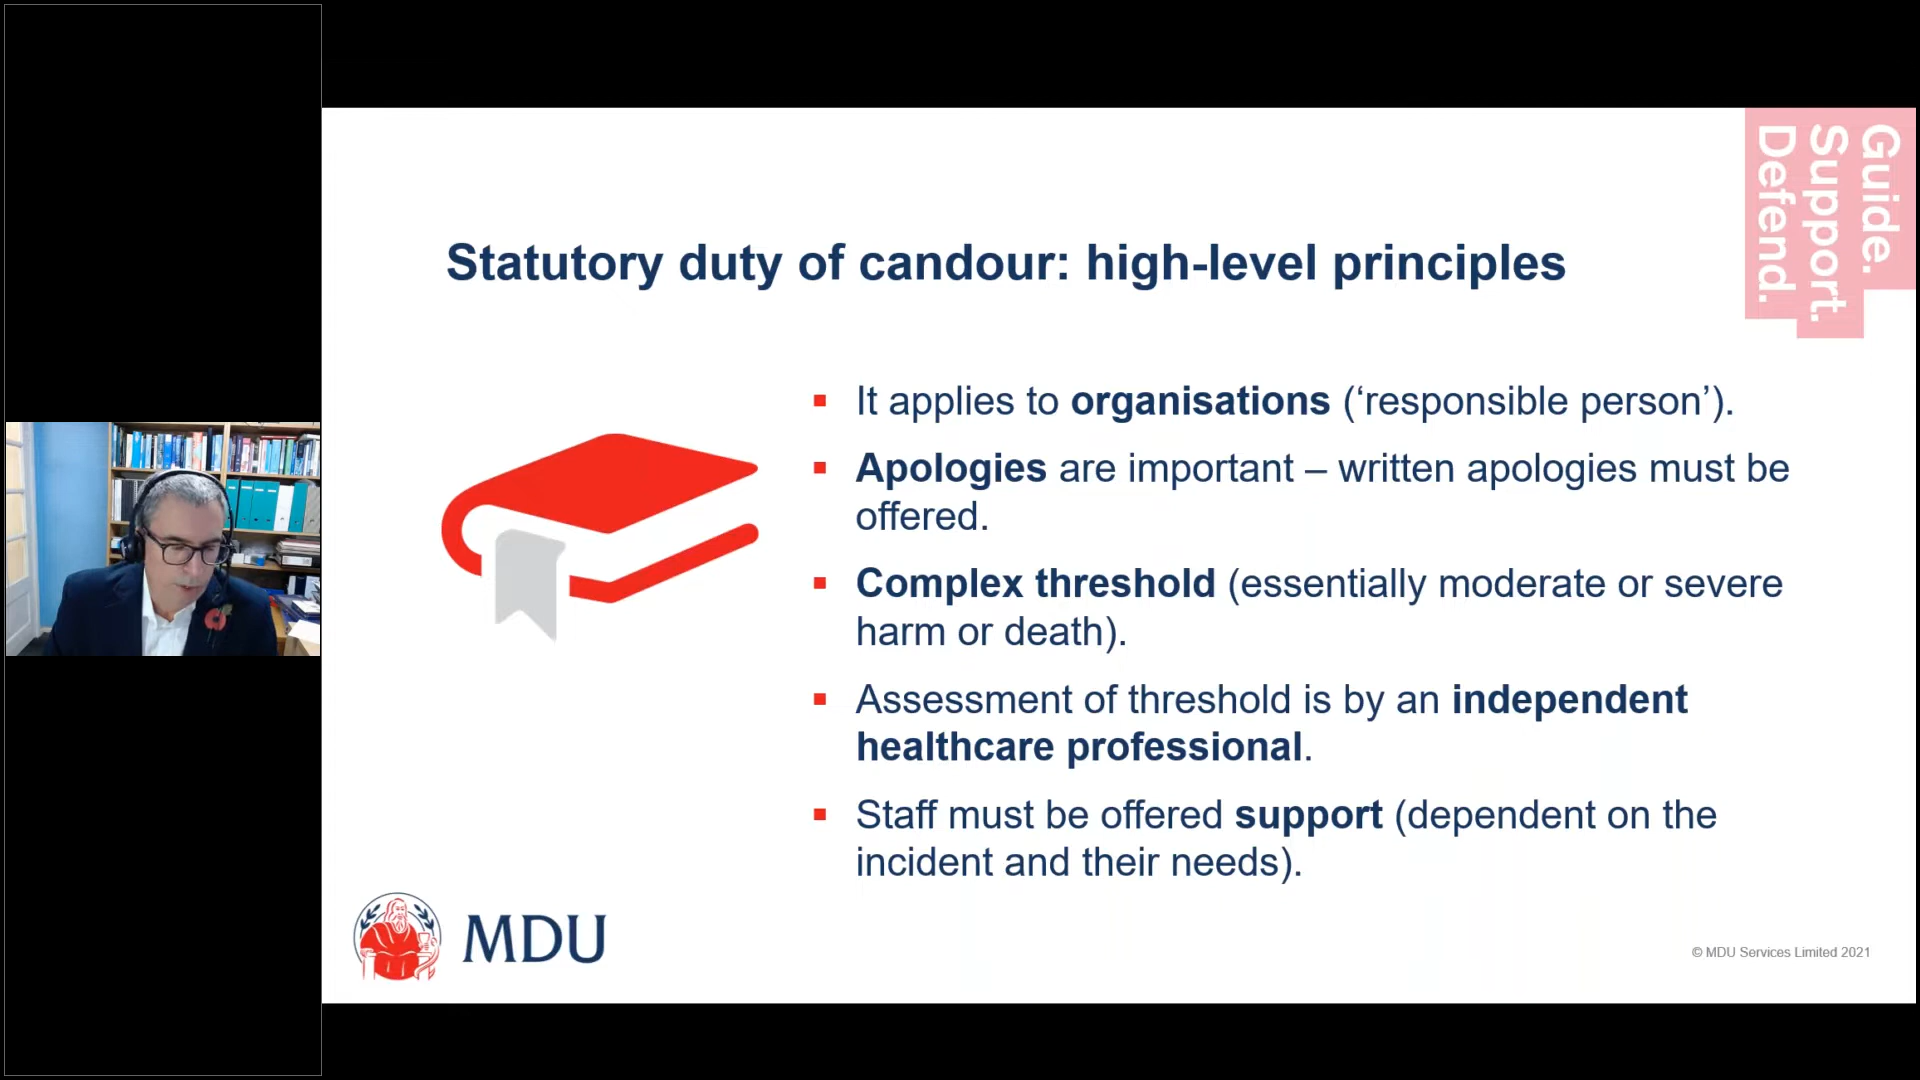 Guide.
Support.
Defend.
Statutory duty of candour: high-level principles
▪ It applies to organisations (‘responsible person’).
▪ Apologies are important – written apologies must be
offered.
▪ Complex threshold (essentially moderate or severe
harm or death).
▪ Assessment of threshold is by an independent
healthcare professional.
▪ Staff must be offered support (dependent on the
incident and their needs).
MDU
© MDU Services Limited 2021